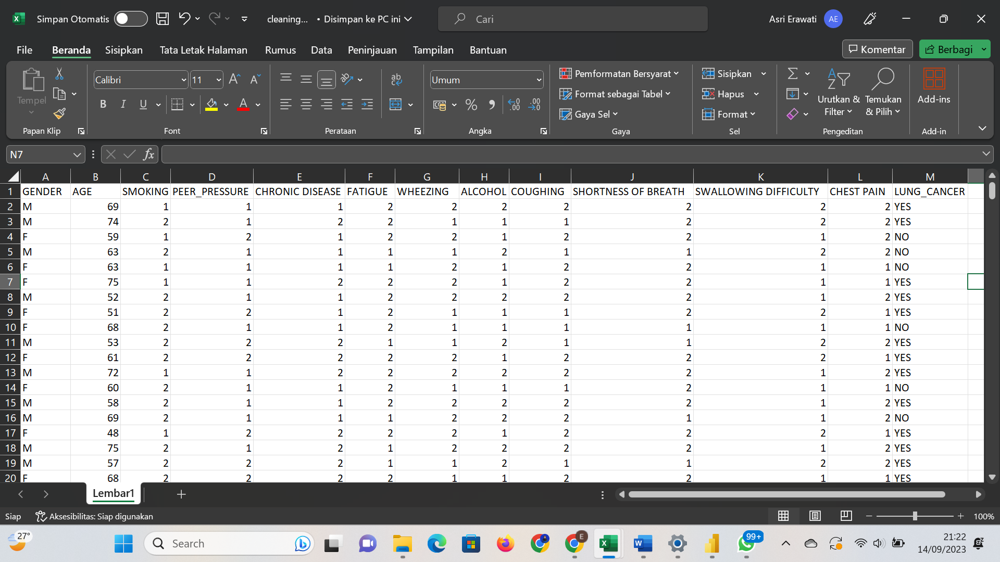 Simpan Otomatis cleaning... • Disimpan ke PC ini Cari Asri Erawati AE
File Beranda Sisipkan Tata Letak Halaman Rumus Data Peninjauan Tampilan Bantuan Komentar Berbagi
Tempel
Papan Klip
Calibri 11
B I U
Font
ab
Perataan
Umum
% 
Angka
Pemformatan Bersyarat
Format sebagai Tabel
Gaya Sel
Gaya
Sisipkan
Hapus
Format
Sel
Urutkan & Filter
Temukan & Pilih
Pengeditan
Add-ins
Add-in
N7 fx
A B C D E F G H I J K L M
1 GENDER AGE SMOKING PEER_PRESSURE CHRONIC DISEASE FATIGUE WHEEZING ALCOHOL COUGHING SHORTNESS OF BREATH SWALLOWING DIFFICULTY CHEST PAIN LUNG_CANCER
2 M 69 1 1 1 2 2 2 2 2 2 2 YES
3 M 74 2 1 2 2 1 1 1 2 2 2 YES
4 F 59 1 2 1 2 2 1 2 2 1 2 NO
5 M 63 2 1 1 1 1 2 1 1 2 2 NO
6 F 63 1 1 1 1 2 1 2 2 1 1 NO
7 F 75 1 1 2 2 2 1 2 2 1 1 YES
8 M 52 2 1 1 2 2 2 2 2 1 2 YES
9 F 51 2 2 1 2 1 1 1 2 2 1 YES
10 F 68 2 1 1 2 1 1 1 1 1 1 NO
11 M 53 2 2 2 1 1 2 1 1 2 2 YES
12 F 61 2 2 2 2 2 1 2 2 2 1 YES
13 M 72 1 1 2 2 2 2 2 2 1 2 YES
14 F 60 2 1 1 2 1 1 1 2 1 1 NO
15 M 58 2 1 1 2 2 2 2 2 1 2 YES
16 M 69 2 1 1 1 2 2 2 1 1 2 NO
17 F 48 1 2 2 2 2 1 2 2 2 1 YES
18 M 75 2 1 2 1 2 2 2 2 1 2 YES
19 M 57 2 2 2 1 1 2 1 1 2 2 YES
20 F 68 2 2 2 2 1 1 2 2 1 1 YES
Lembar1
Siap Aksesibilitas: Siap digunakan 100%
27° Search 99+ 21:22
14/09/2023